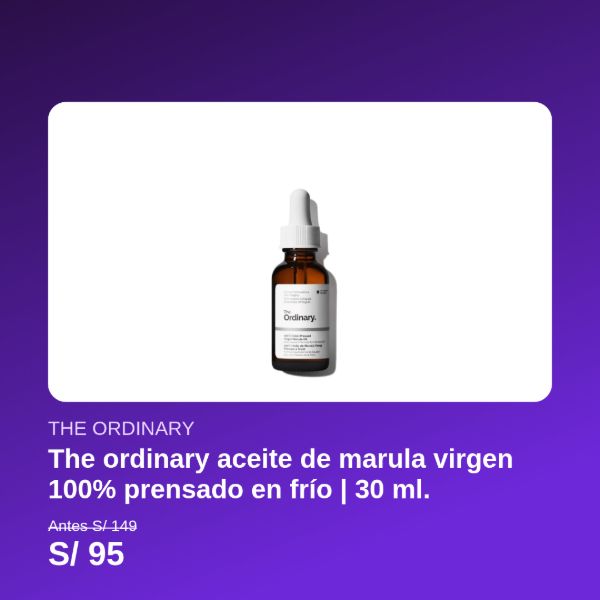 The
Ordinary.
THE ORDINARY
The ordinary aceite de marula virgen
100% prensado en frío | 30 ml.
Antes S/ 149
S/ 95